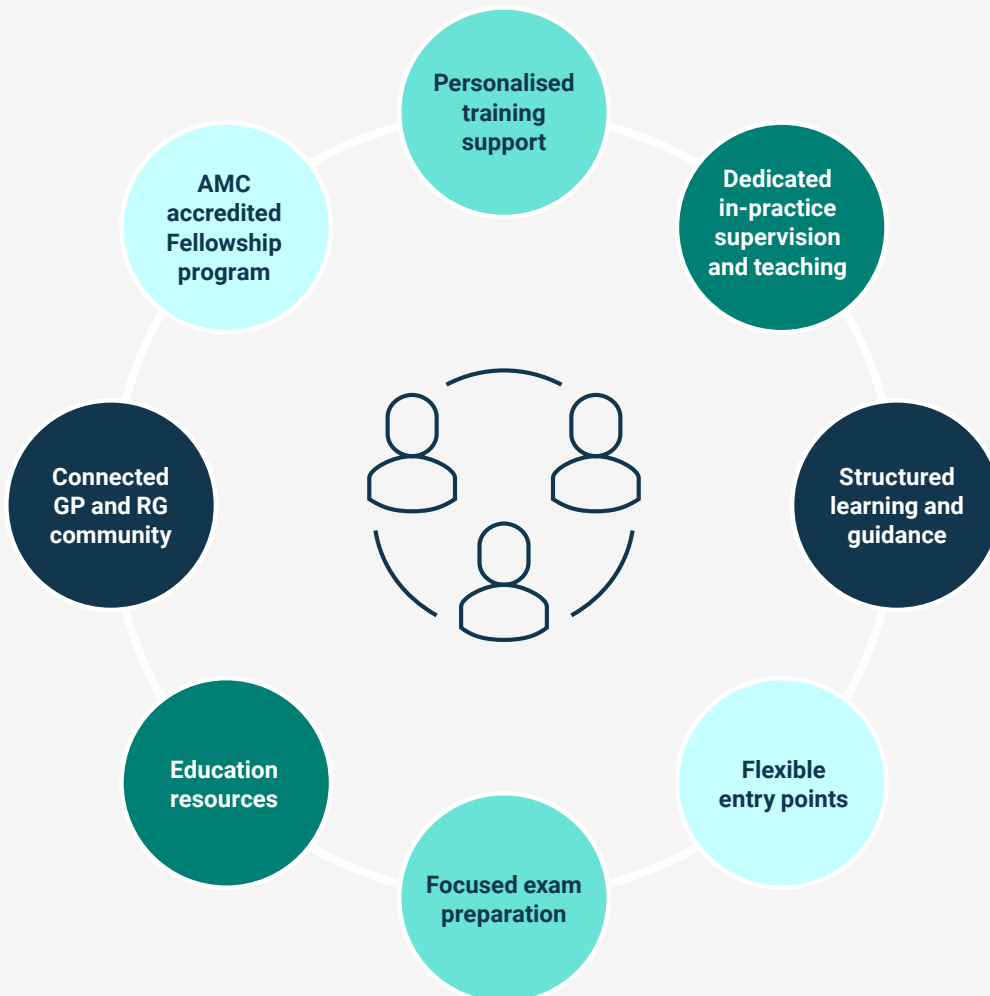 Personalised
training
support
Dedicated
in-practice
supervision
and teaching
Structured
learning and
guidance
Flexible
entry points
Focused exam
preparation
Education
resources
Connected
GP and RG
community
AMC
accredited
Fellowship
program